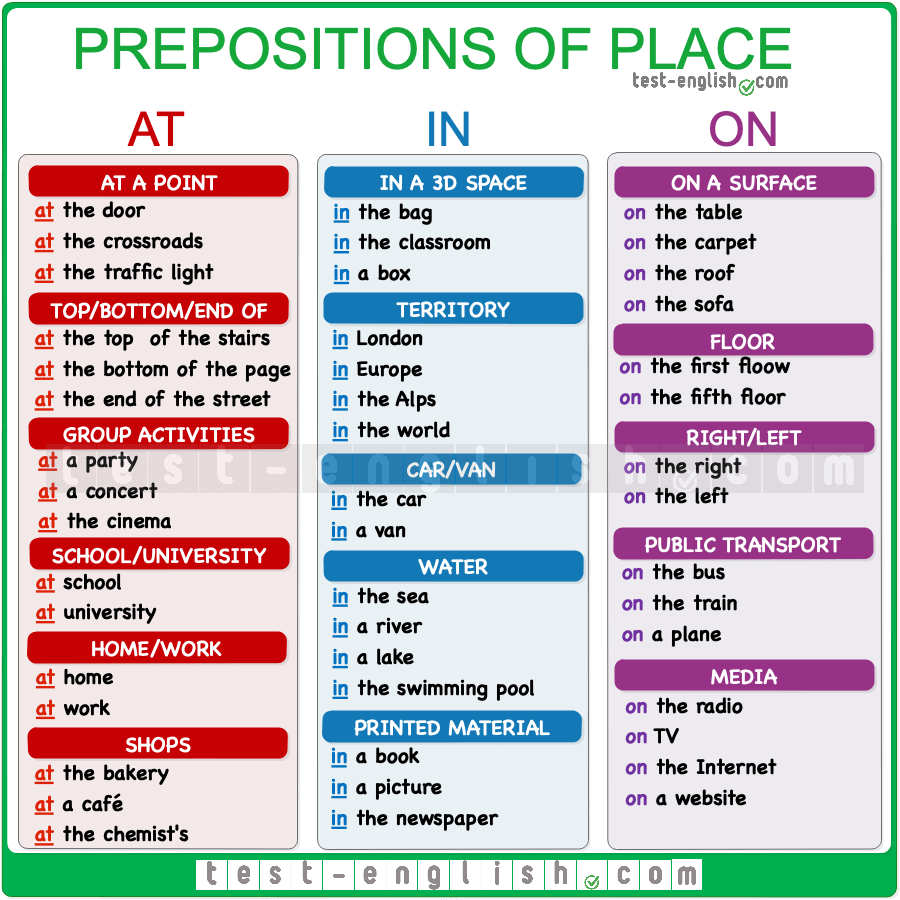 PREPOSITIONS OF PLACE
test-english.com
AT
AT A POINT
at the door
at the crossroads
at the traffic light
TOP/BOTTOM/END OF
at the top of the stairs
at the bottom of the page
at the end of the street
GROUP ACTIVITIES
at a party
at a concert
at the cinema
SCHOOL/UNIVERSITY
at school
at university
HOME/WORK
at home
at work
SHOPS
at the bakery
at a café
at the chemist's
IN
IN A 3D SPACE
in the bag
in the classroom
in a box
TERRITORY
in London
in Europe
in the Alps
in the world
CAR/VAN
in the car
in a van
WATER
in the sea
in a river
in a lake
in the swimming pool
PRINTED MATERIAL
in a book
in a picture
in the newspaper
ON
ON A SURFACE
on the table
on the carpet
on the roof
on the sofa
FLOOR
on the first floow
on the fifth floor
RIGHT/LEFT
on the right
on the left
PUBLIC TRANSPORT
on the bus
on the train
on a plane
MEDIA
on the radio
on TV
on the Internet
on a website
test-english.com
test-english.com